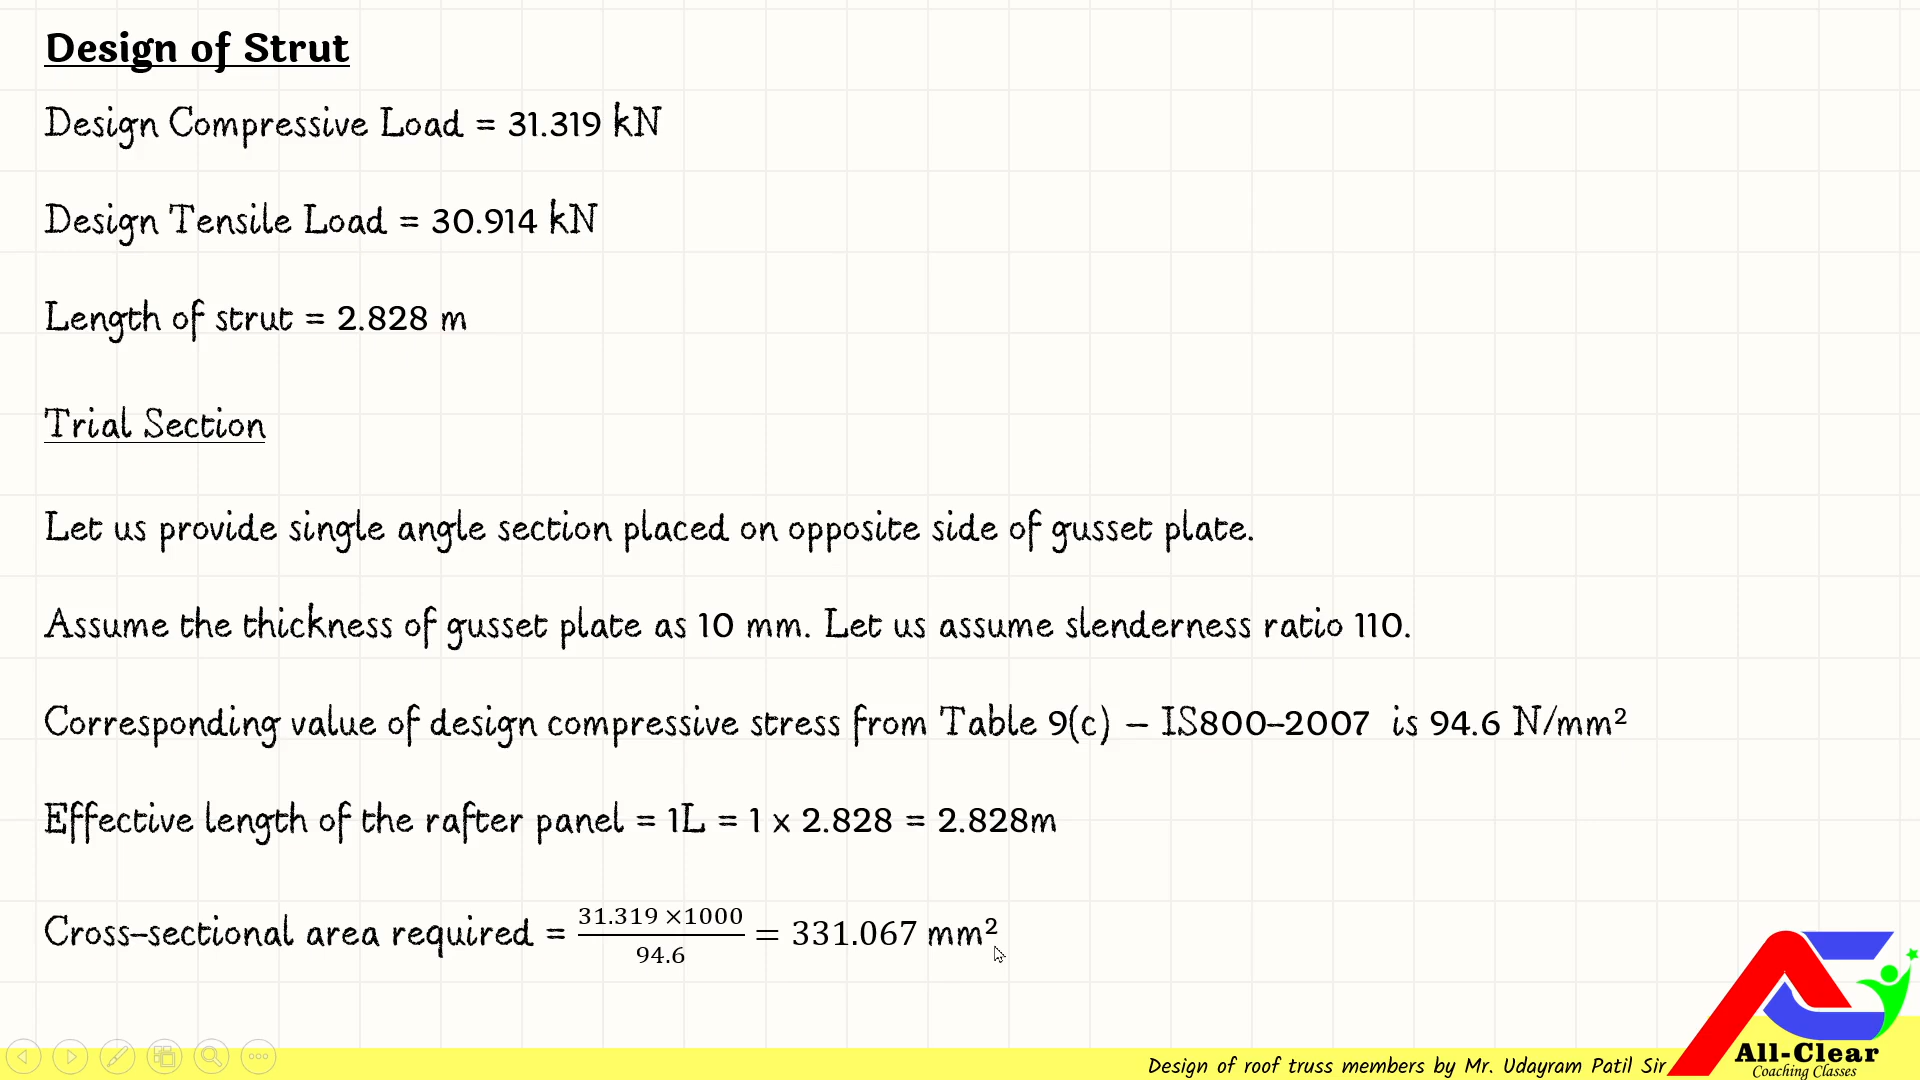 Design of Strut
Design Compressive Load = 31.319 kN
Design Tensile Load = 30.914 kN
Length of strut = 2.828 m
Trial Section
Let us provide single angle section placed on opposite side of gusset plate.
Assume the thickness of gusset plate as 10 mm. Let us assume slenderness ratio 110.
Corresponding value of design compressive stress from Table 9(c) – IS800–2007 is 94.6 N/mm²
Effective length of the rafter panel = 1L = 1 x 2.828 = 2.828m
Cross-sectional area required = 31.319 ×1000 / 94.6 = 331.067 mm²
Design of roof truss members by Mr. Udayram Patil Sir
All-Clear
Coaching Classes